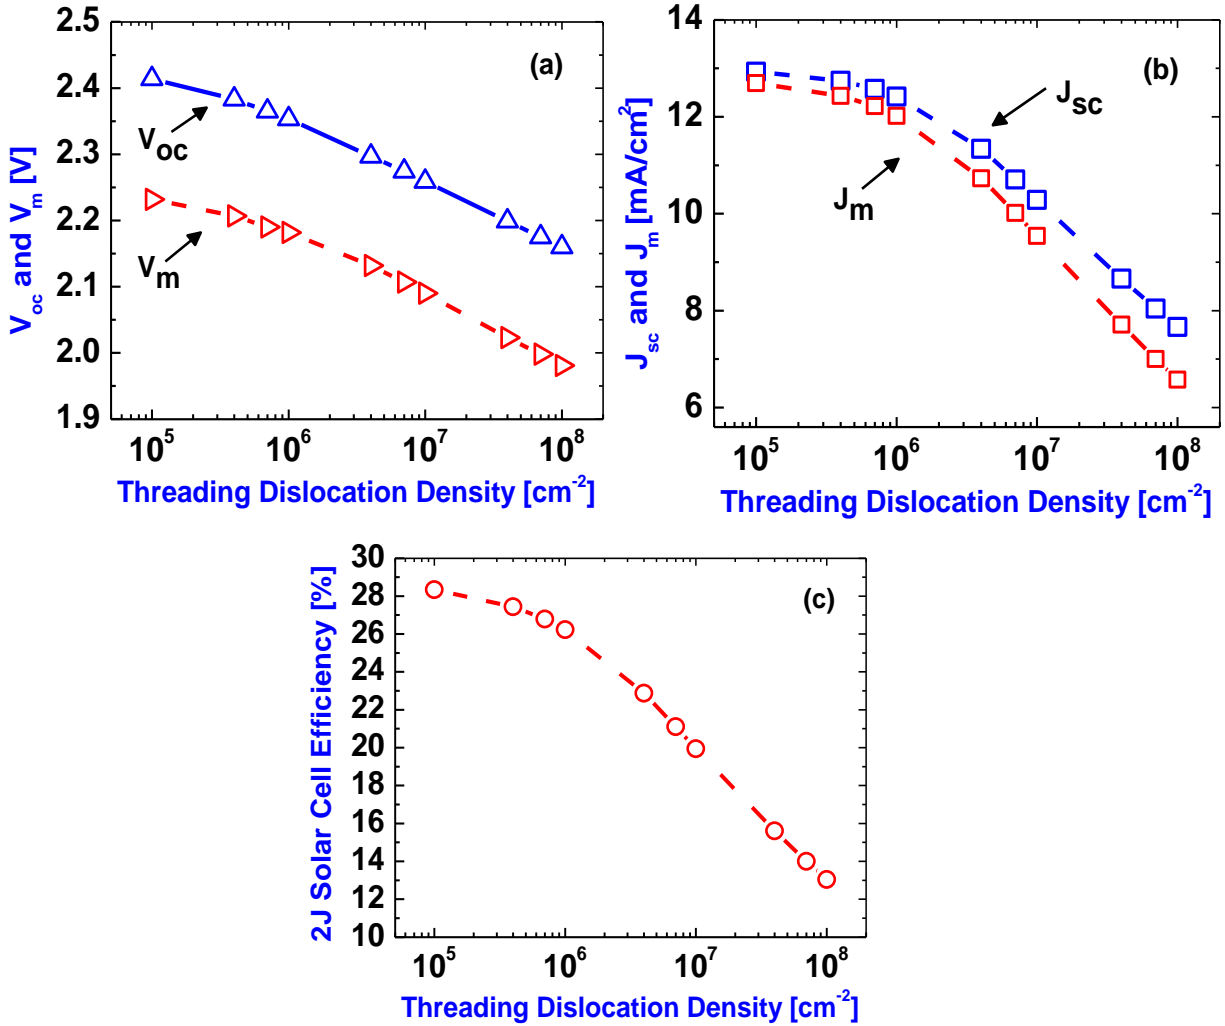 (a)
V_oc and V_m [V]
2.5
2.4
2.3
2.2
2.1
2.0
1.9
V_oc
V_m
10^5 10^6 10^7 10^8
Threading Dislocation Density [cm^-2]
(b)
J_sc and J_m [mA/cm^2]
14
12
10
8
6
J_sc
J_m
10^5 10^6 10^7 10^8
Threading Dislocation Density [cm^-2]
(c)
2J Solar Cell Efficiency [%]
30
28
26
24
22
20
18
16
14
12
10
10^5 10^6 10^7 10^8
Threading Dislocation Density [cm^-2]